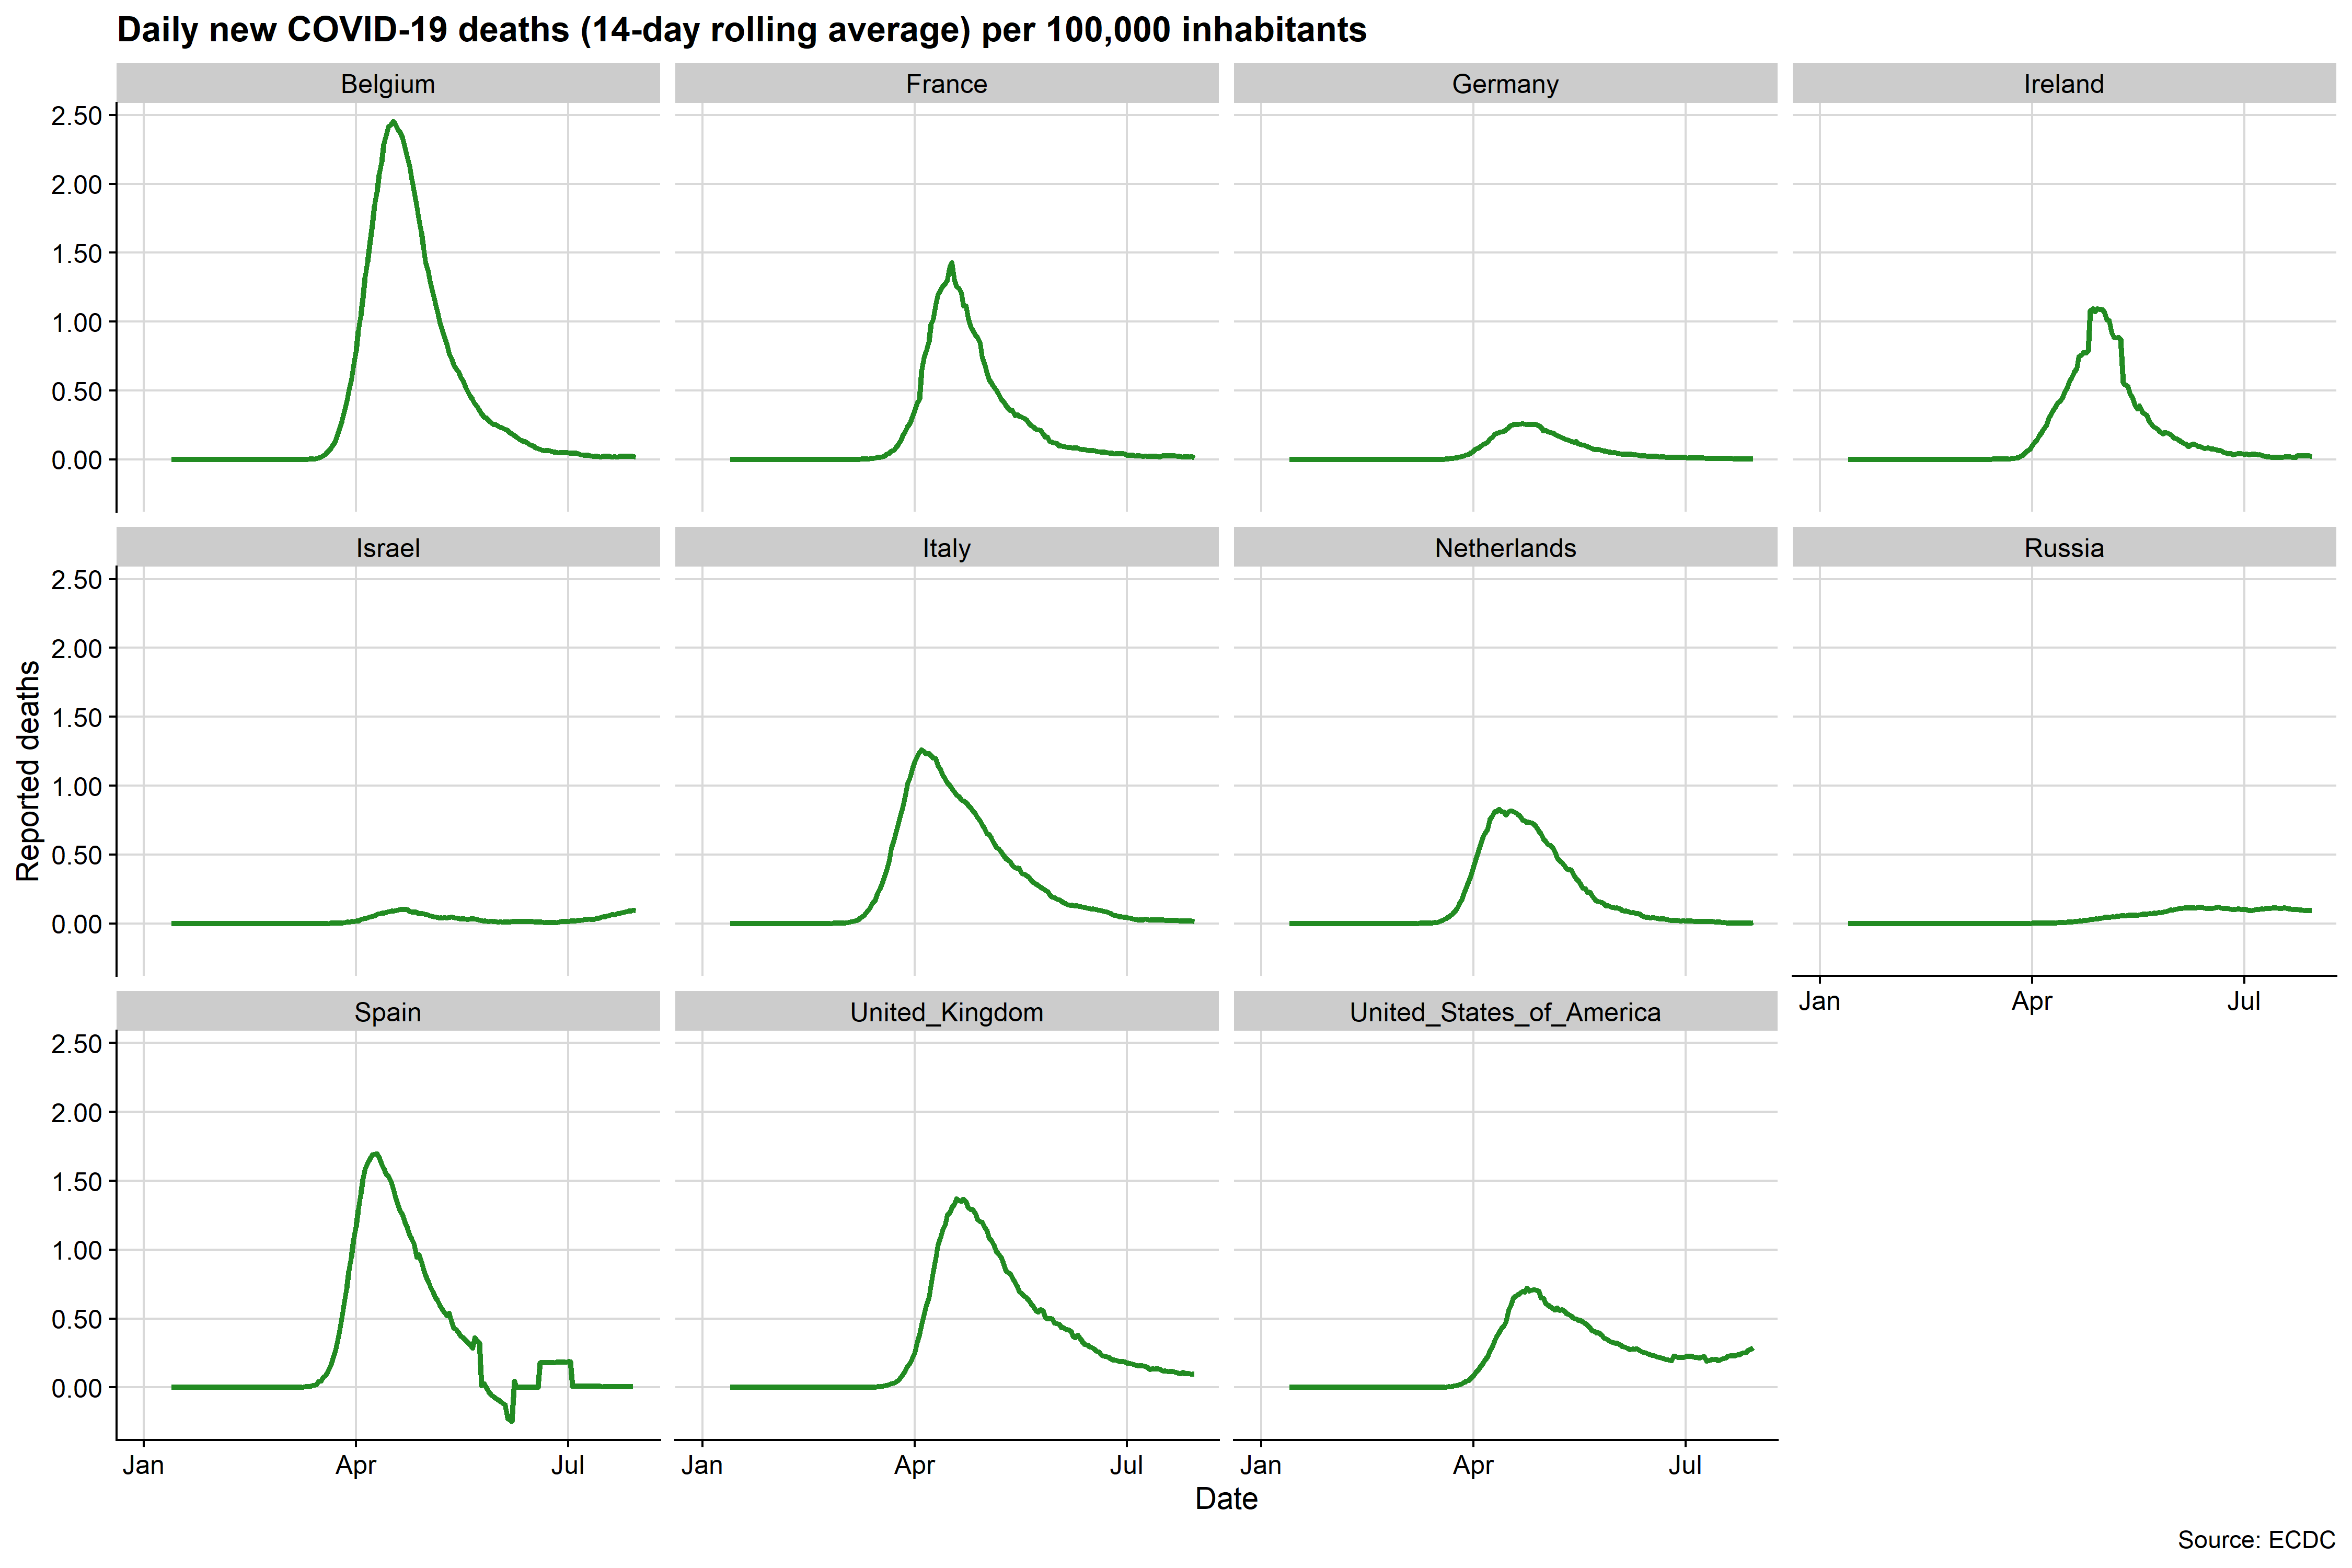 Daily new COVID-19 deaths (14-day rolling average) per 100,000 inhabitants
Belgium France Germany Ireland
2.50
2.00
1.50
1.00
0.50
0.00
Israel Italy Netherlands Russia
2.50
2.00
1.50
1.00
0.50
0.00
Reported deaths
Jan Apr Jul
Spain United_Kingdom United_States_of_America
2.50
2.00
1.50
1.00
0.50
0.00
Jan Apr Jul Jan Apr Jul Jan Apr Jul
Date
Source: ECDC